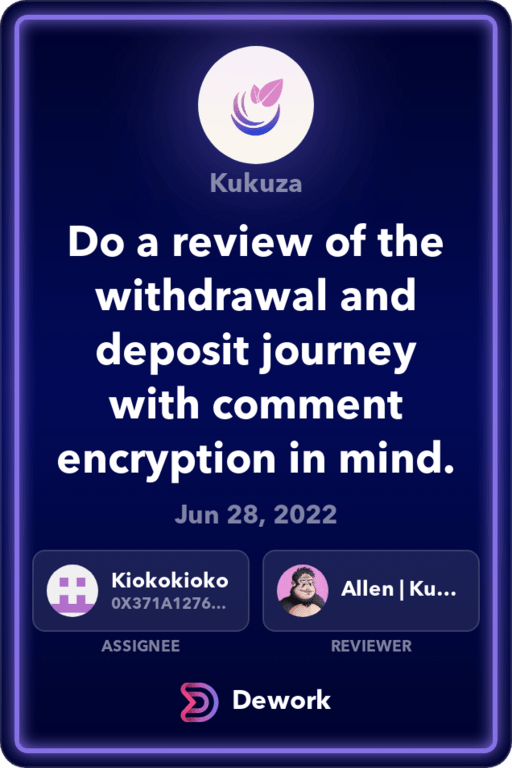 Kukuza
Do a review of the
withdrawal and
deposit journey
with comment
encryption in mind.
Jun 28, 2022
Kiokokioko
0X371A1276...
Allen | Ku...
ASSIGNEE
REVIEWER
Dework